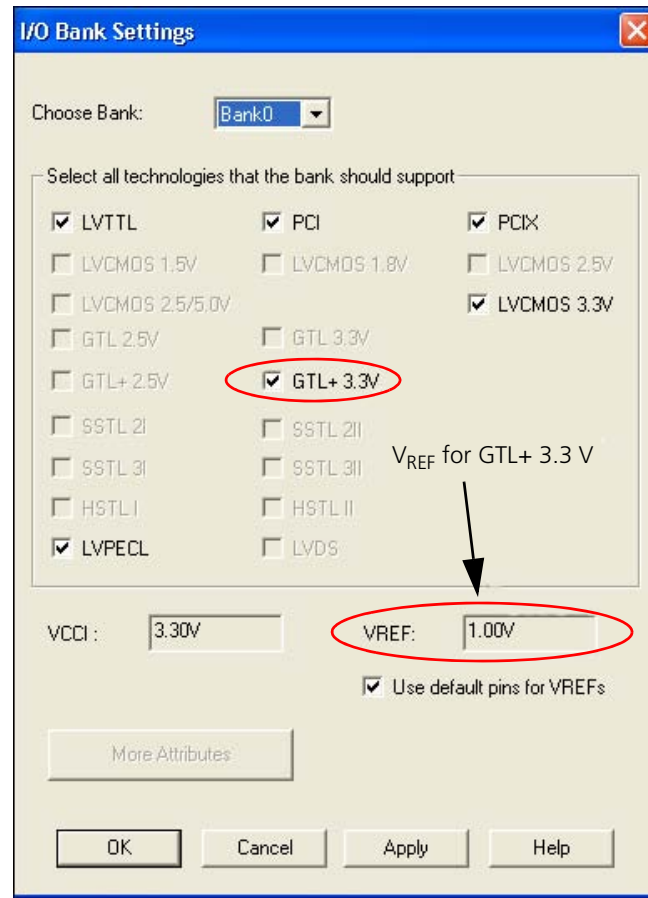 I/O Bank Settings
Choose Bank: Bank0
Select all technologies that the bank should support
LVTTL PCI PCIX
LVCMOS 1.5V LVCMOS 1.8V LVCMOS 2.5V
LVCMOS 2.5/5.0V LVCMOS 3.3V
GTL 2.5V GTL 3.3V
GTL+ 2.5V GTL+ 3.3V
SSTL 2I SSTL 2II
VREF for GTL+ 3.3 V
SSTL 3I SSTL 3II
HSTL I HSTL II
LVPECL LVDS
VCCI : 3.30V VREF: 1.00V
Use default pins for VREFs
More Attributes
OK Cancel Apply Help